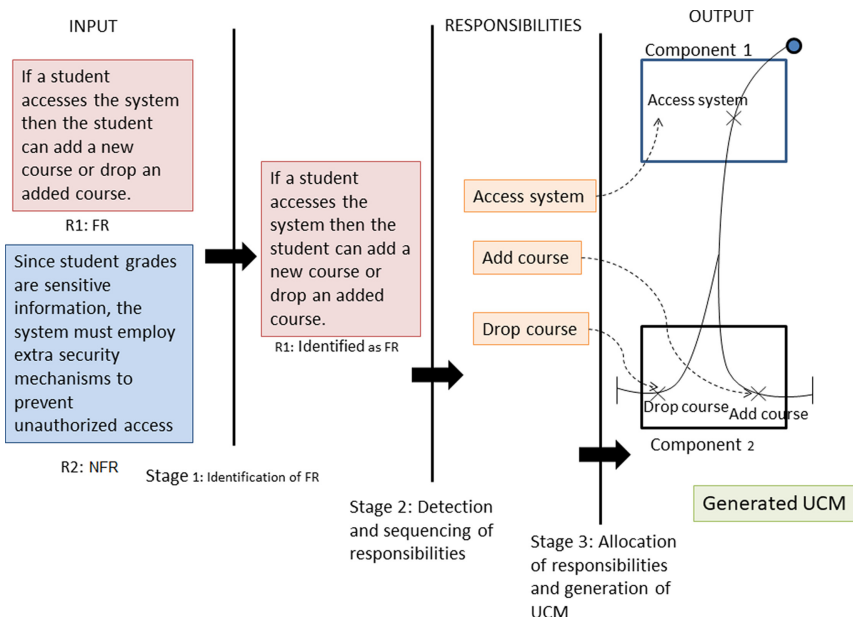 INPUT
If a student
accesses the system
then the student
can add a new
course or drop an
added course.
R1: FR
Since student grades
are sensitive
information, the
system must employ
extra security
mechanisms to
prevent
unauthorized access
R2: NFR
Stage 1: Identification of FR
If a student
accesses the
system then the
student can add a
new course or
drop an added
course.
R1: Identified as FR
RESPONSIBILITIES
Access system
Add course
Drop course
Stage 2: Detection
and sequencing of
responsibilities
OUTPUT
Component 1
Access system
Drop course
Add course
Component 2
Generated UCM
Stage 3: Allocation
of responsibilities
and generation of
UCM